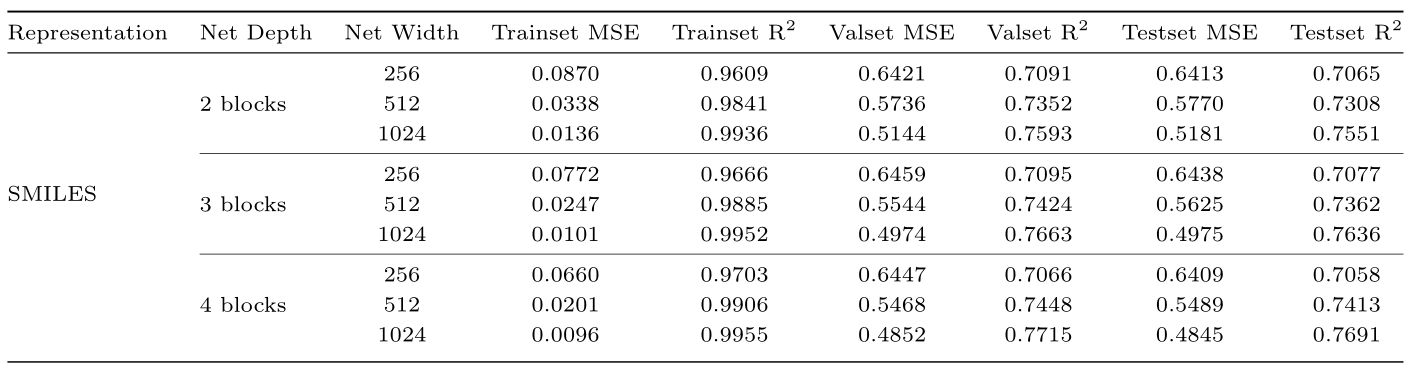 Representation Net Depth Net Width Trainset MSE Trainset R² Valset MSE Valset R² Testset MSE Testset R²
256 0.0870 0.9609 0.6421 0.7091 0.6413 0.7065
2 blocks 512 0.0338 0.9841 0.5736 0.7352 0.5770 0.7308
1024 0.0136 0.9936 0.5144 0.7593 0.5181 0.7551
256 0.0772 0.9666 0.6459 0.7095 0.6438 0.7077
SMILES 3 blocks 512 0.0247 0.9885 0.5544 0.7424 0.5625 0.7362
1024 0.0101 0.9952 0.4974 0.7663 0.4975 0.7636
256 0.0660 0.9703 0.6447 0.7066 0.6409 0.7058
4 blocks 512 0.0201 0.9906 0.5468 0.7448 0.5489 0.7413
1024 0.0096 0.9955 0.4852 0.7715 0.4845 0.7691